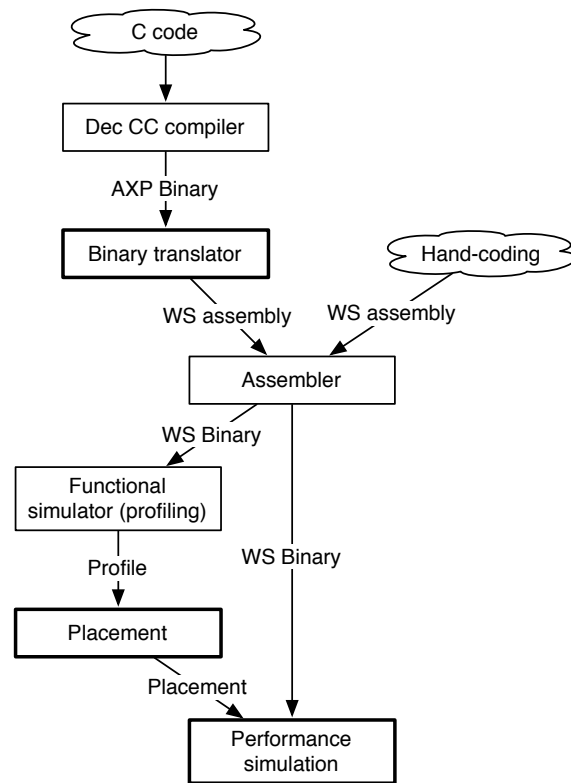 C code
Dec CC compiler
AXP Binary
Binary translator
Hand-coding
WS assembly
WS assembly
Assembler
WS Binary
Functional
simulator (profiling)
WS Binary
Profile
Placement
Placement
Performance
simulation